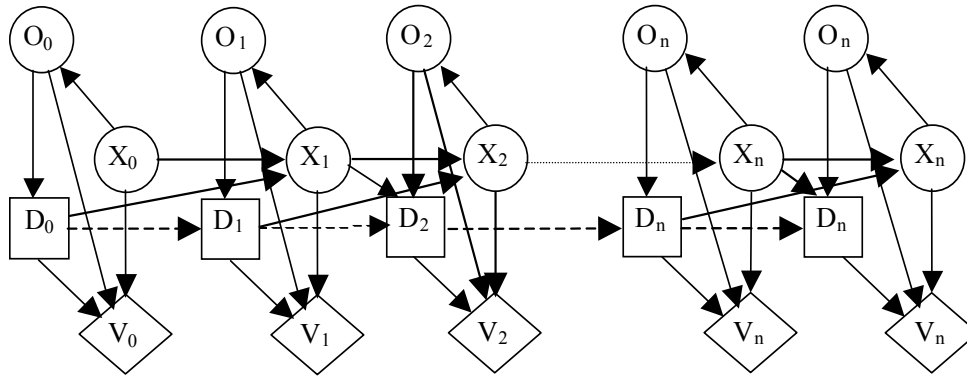 O₀ O₁ O₂ Oₙ Oₙ
X₀ X₁ X₂ Xₙ Xₙ
D₀ D₁ D₂ Dₙ Dₙ
V₀ V₁ V₂ Vₙ Vₙ